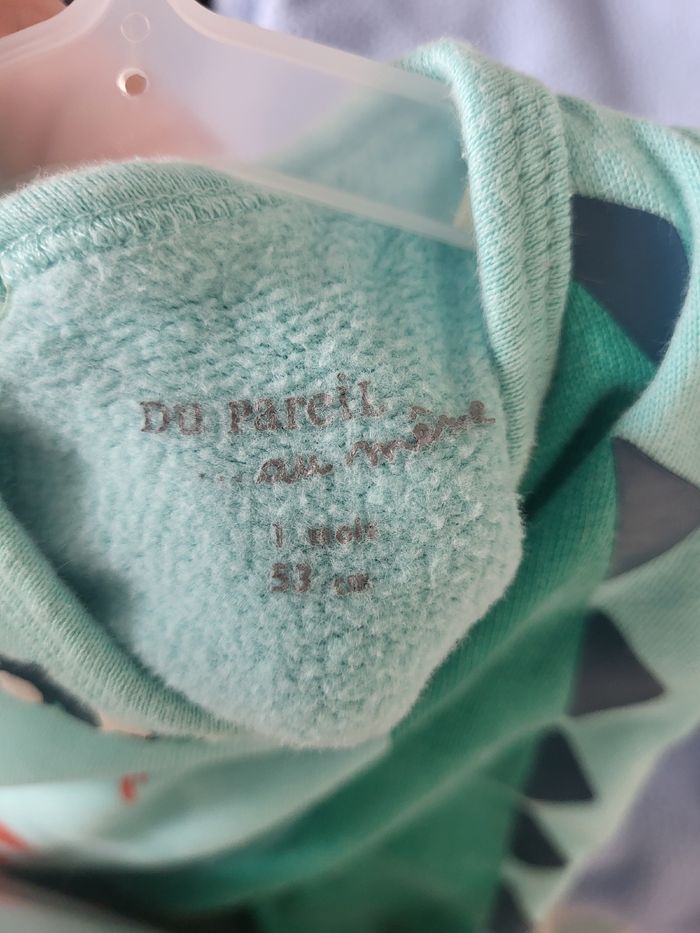 DU PAREIL
... au même
1 mois
53 cm